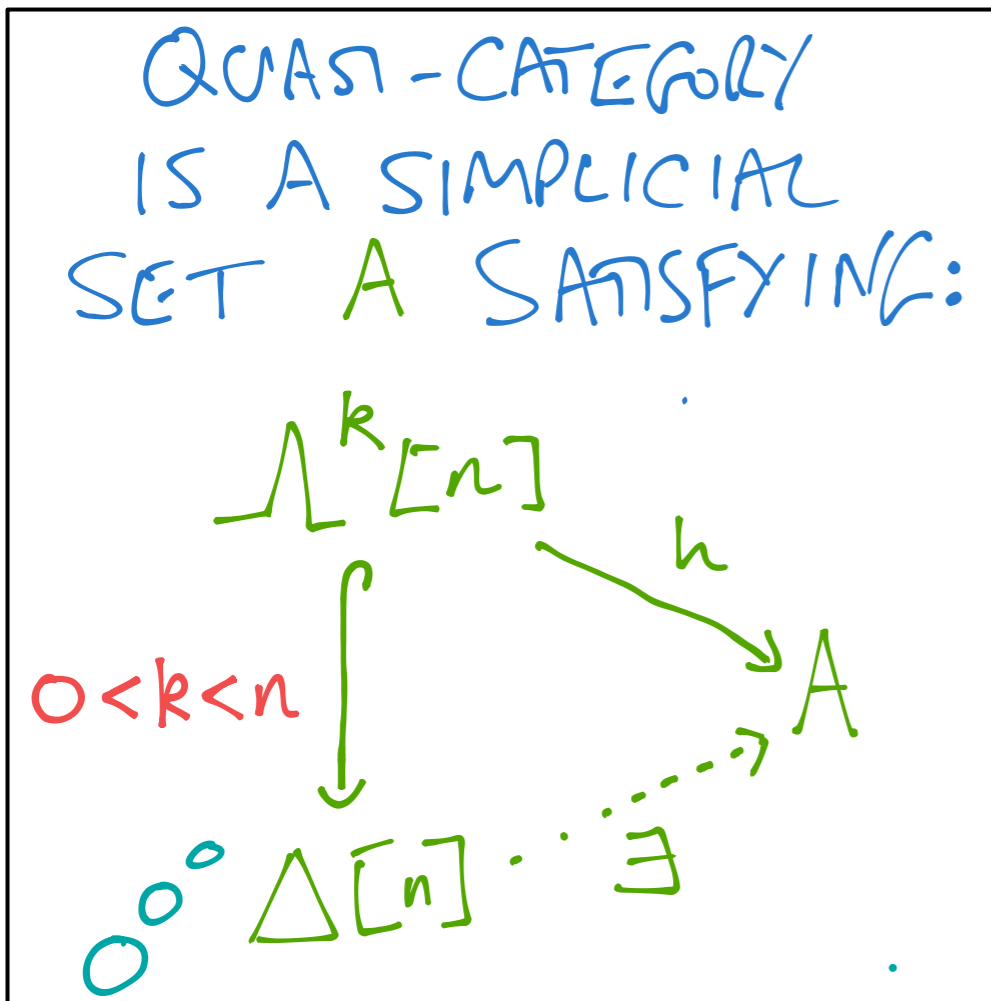 QUASI-CATEGORY
IS A SIMPLICIAL
SET A SATISFYING:
Λ^k[n]
h
0<k<n
A
Δ[n]
∃